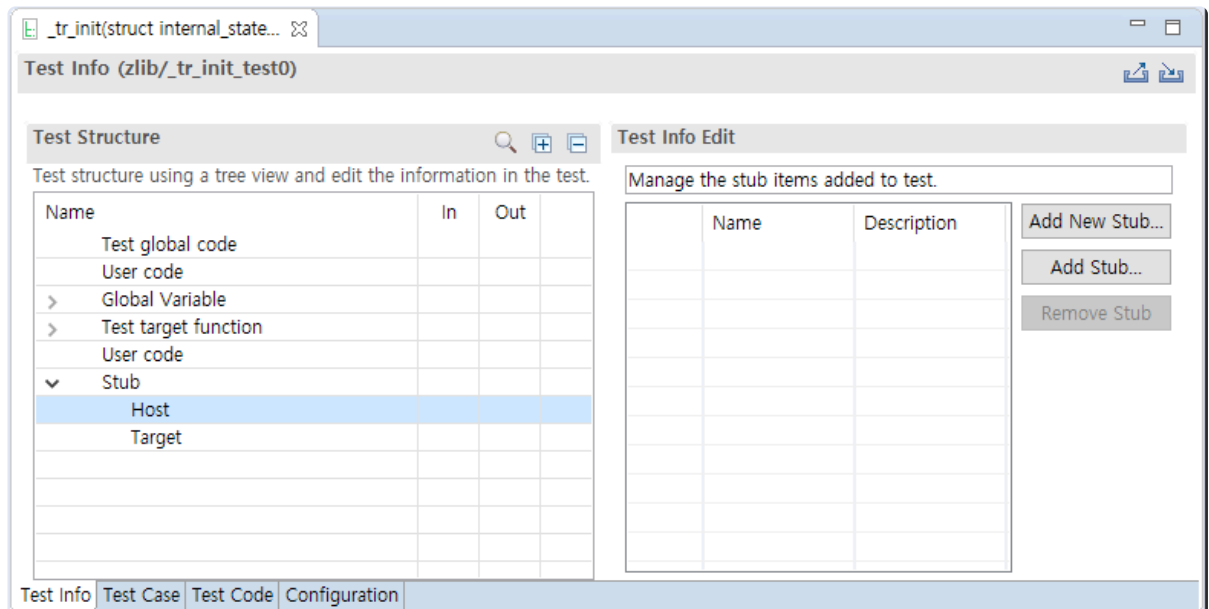 _tr_init(struct internal_state...
Test Info (zlib/_tr_init_test0)
Test Structure
Test structure using a tree view and edit the information in the test.
Name In Out
Test global code
User code
Global Variable
Test target function
User code
Stub
Host
Target
Test Info Edit
Manage the stub items added to test.
Name Description
Add New Stub...
Add Stub...
Remove Stub
Test Info Test Case Test Code Configuration